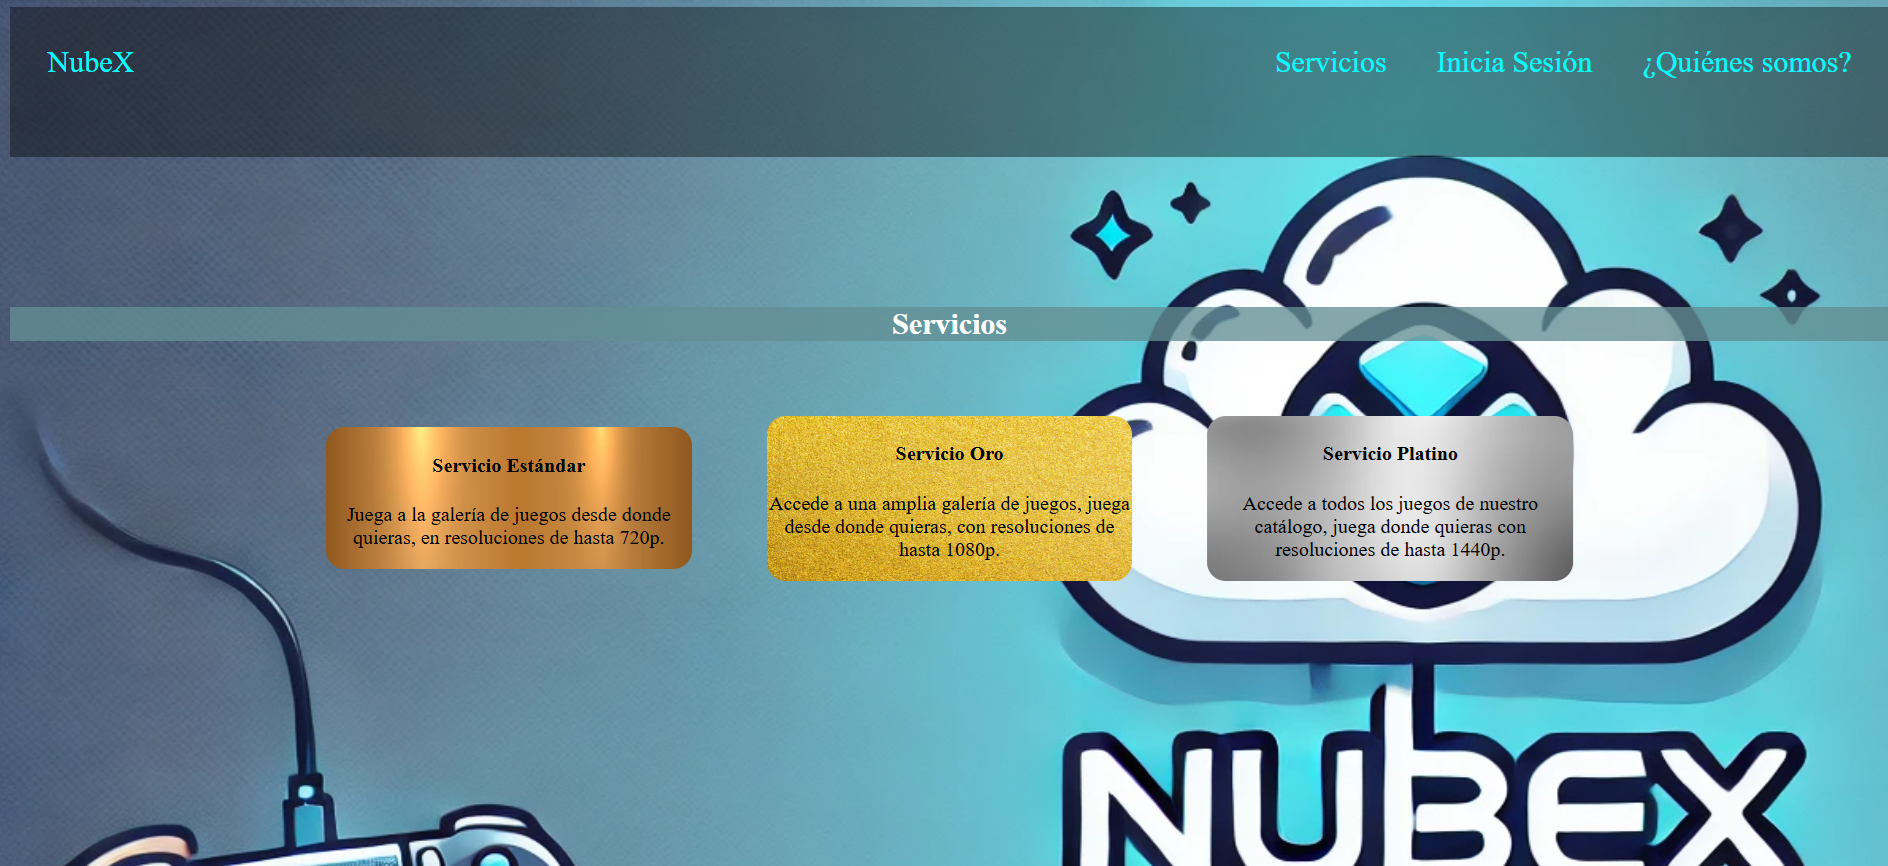 NubeX
Servicios
Inicia Sesión
¿Quiénes somos?
Servicios
Servicio Estándar
Juega a la galería de juegos desde donde
quieras, en resoluciones de hasta 720p.
Servicio Oro
Accede a una amplia galería de juegos, juega
desde donde quieras, con resoluciones de
hasta 1080p.
Servicio Platino
Accede a todos los juegos de nuestro
catálogo, juega donde quieras con
resoluciones de hasta 1440p.
NUBEX